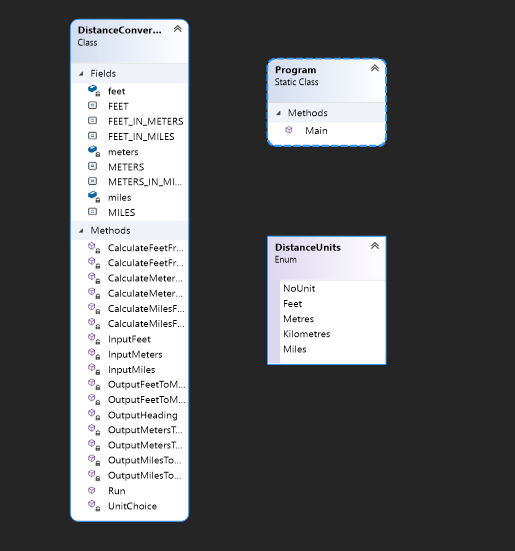 DistanceConver...
Class
Fields
feet
FEET
FEET_IN_METERS
FEET_IN_MILES
meters
METERS
METERS_IN_MI...
miles
MILES
Methods
CalculateFeetFr...
CalculateFeetFr...
CalculateMeter...
CalculateMeter...
CalculateMilesF...
CalculateMilesF...
InputFeet
InputMeters
InputMiles
OutputFeetToM...
OutputFeetToM...
OutputHeading
OutputMetersT...
OutputMetersT...
OutputMilesTo...
OutputMilesTo...
Run
UnitChoice
Program
Static Class
Methods
Main
DistanceUnits
Enum
NoUnit
Feet
Metres
Kilometres
Miles